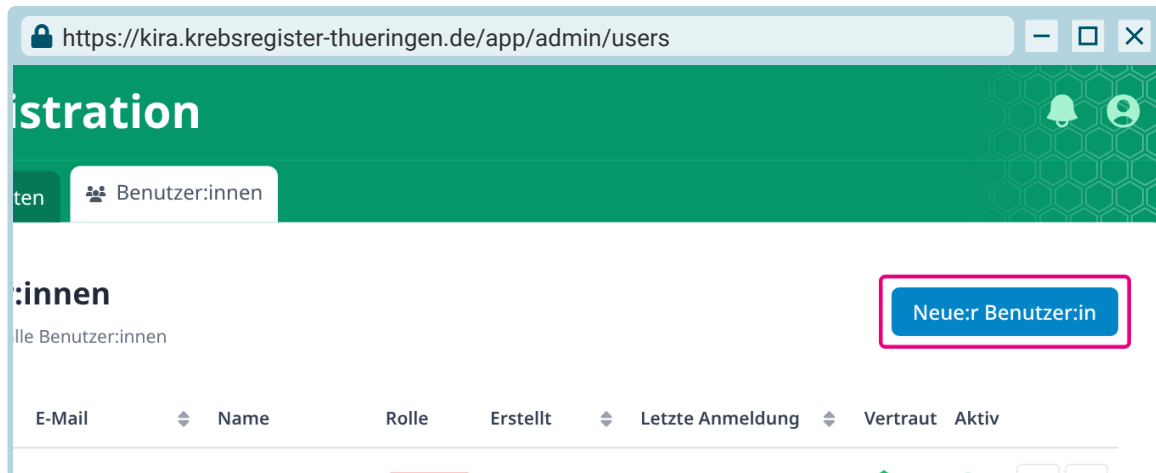 https://kira.krebsregister-thueringen.de/app/admin/users
istration
ten
Benutzer:innen
:innen
Neue:r Benutzer:in
lle Benutzer:innen
E-Mail Name Rolle Erstellt Letzte Anmeldung Vertraut Aktiv